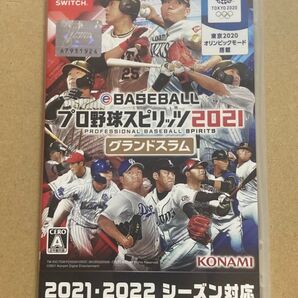 SWITCH
TOKYO 2020
東京2020
オリンピックモード
搭載
eBASEBALL
プロ野球スピリッツ2021
PROFESSIONAL BASEBALL SPIRITS
グランドスラム
CERO
A
KONAMI
2021・2022 シーズン対応